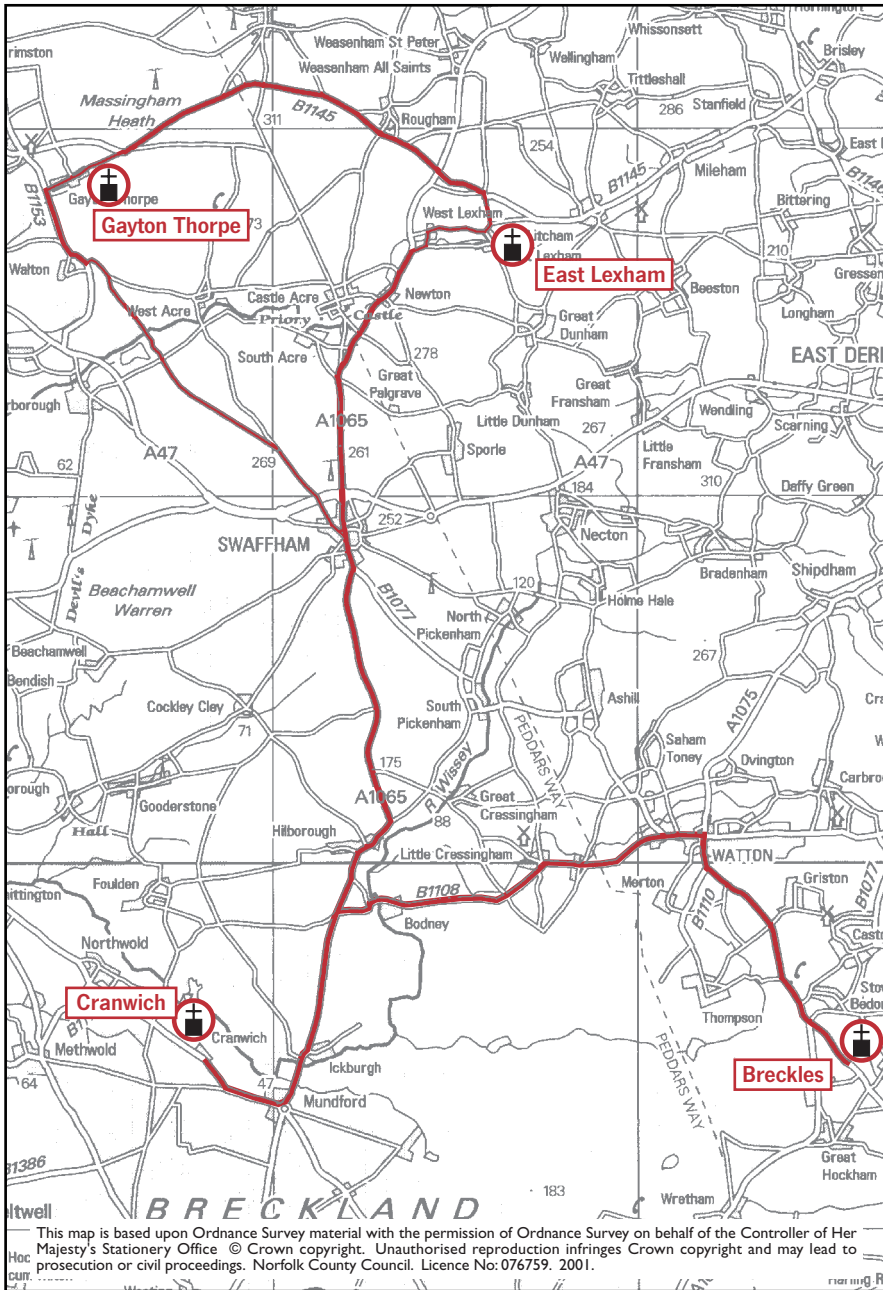 Weasenham St Peter
Weasenham All Saints
Whissonsett
Wellingham
Tittleshall
Brisley
Stanfield
286
Massingham
Heath
B1145
311
Rougham
254
Mileham
B1145
Bittering
B1153
Gayton Thorpe
73
West Lexham
East Lexham
210
Walton
West Acre
Castle Acre
Newton
Priory
Castle
South Acre
Beeston
Longham
Great
Dunham
278
Great
Palgrave
EAST DER
A1065
Little Dunham
Great
Fransham
Wendling
Scarning
267
Little
Fransham
A47
62
269
261
Sporle
A47
310
Daffy Green
184
252
SWAFFHAM
Necton
Devil's
Dyke
Bradenham
Shipdham
Beachamwell
Warren
120
B1077
North
Pickenham
Holme Hale
Beachamwell
267
Bendish
Cockley Cley
71
South
Pickenham
Ashill
PEDDARS WAY
A1075
Saham
Toney
Ovington
175
R. Wissey
A1065
Great
Cressingham
88
Gooderstone
Hall
Hilborough
Little Cressingham
WATTON
Foulden
B1108
Bodney
Merton
B1110
Griston
B1077
Northwold
Cranwich
Cranwich
Thompson
Methwold
64
Ickburgh
47
Mundford
PEDDARS WAY
Breckles
Great
Hockham
B1386
183
Wretham
BRECKLAND
This map is based upon Ordnance Survey material with the permission of Ordnance Survey on behalf of the Controller of Her
Majesty's Stationery Office © Crown copyright. Unauthorised reproduction infringes Crown copyright and may lead to
prosecution or civil proceedings. Norfolk County Council. Licence No: 076759. 2001.